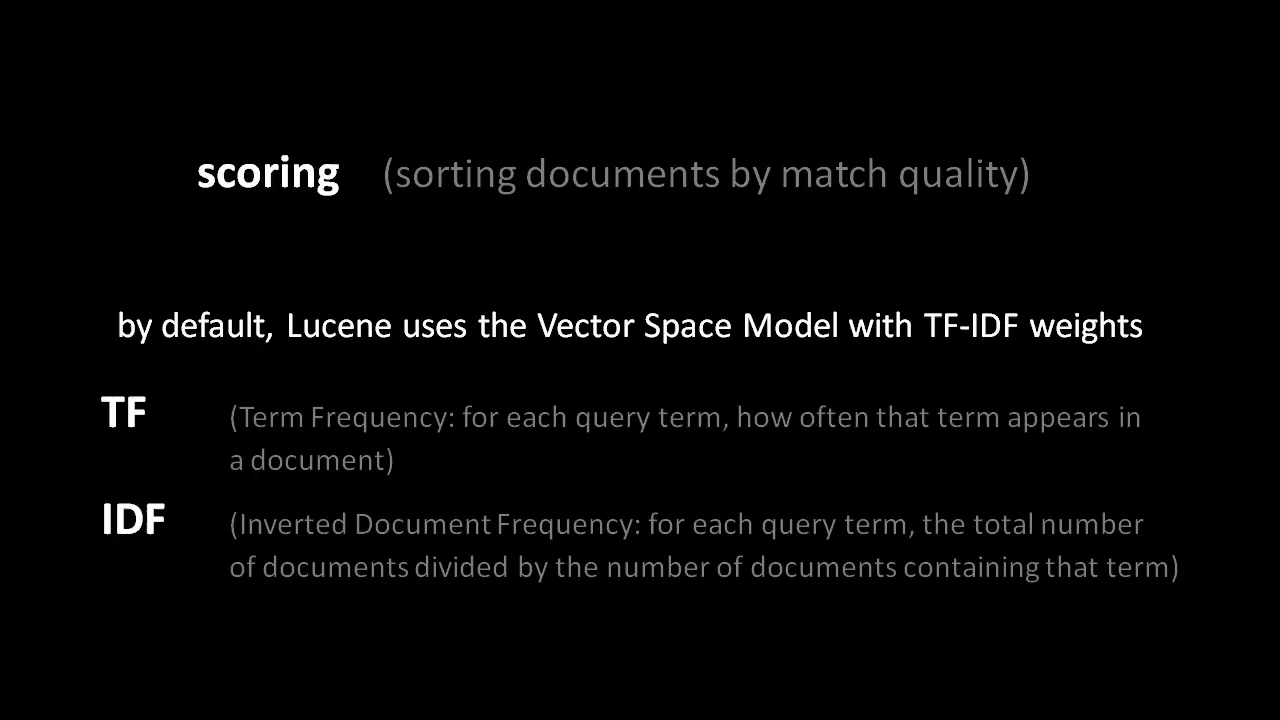 scoring (sorting documents by match quality)
by default, Lucene uses the Vector Space Model with TF-IDF weights
TF (Term Frequency: for each query term, how often that term appears in
a document)
IDF (Inverted Document Frequency: for each query term, the total number
of documents divided by the number of documents containing that term)